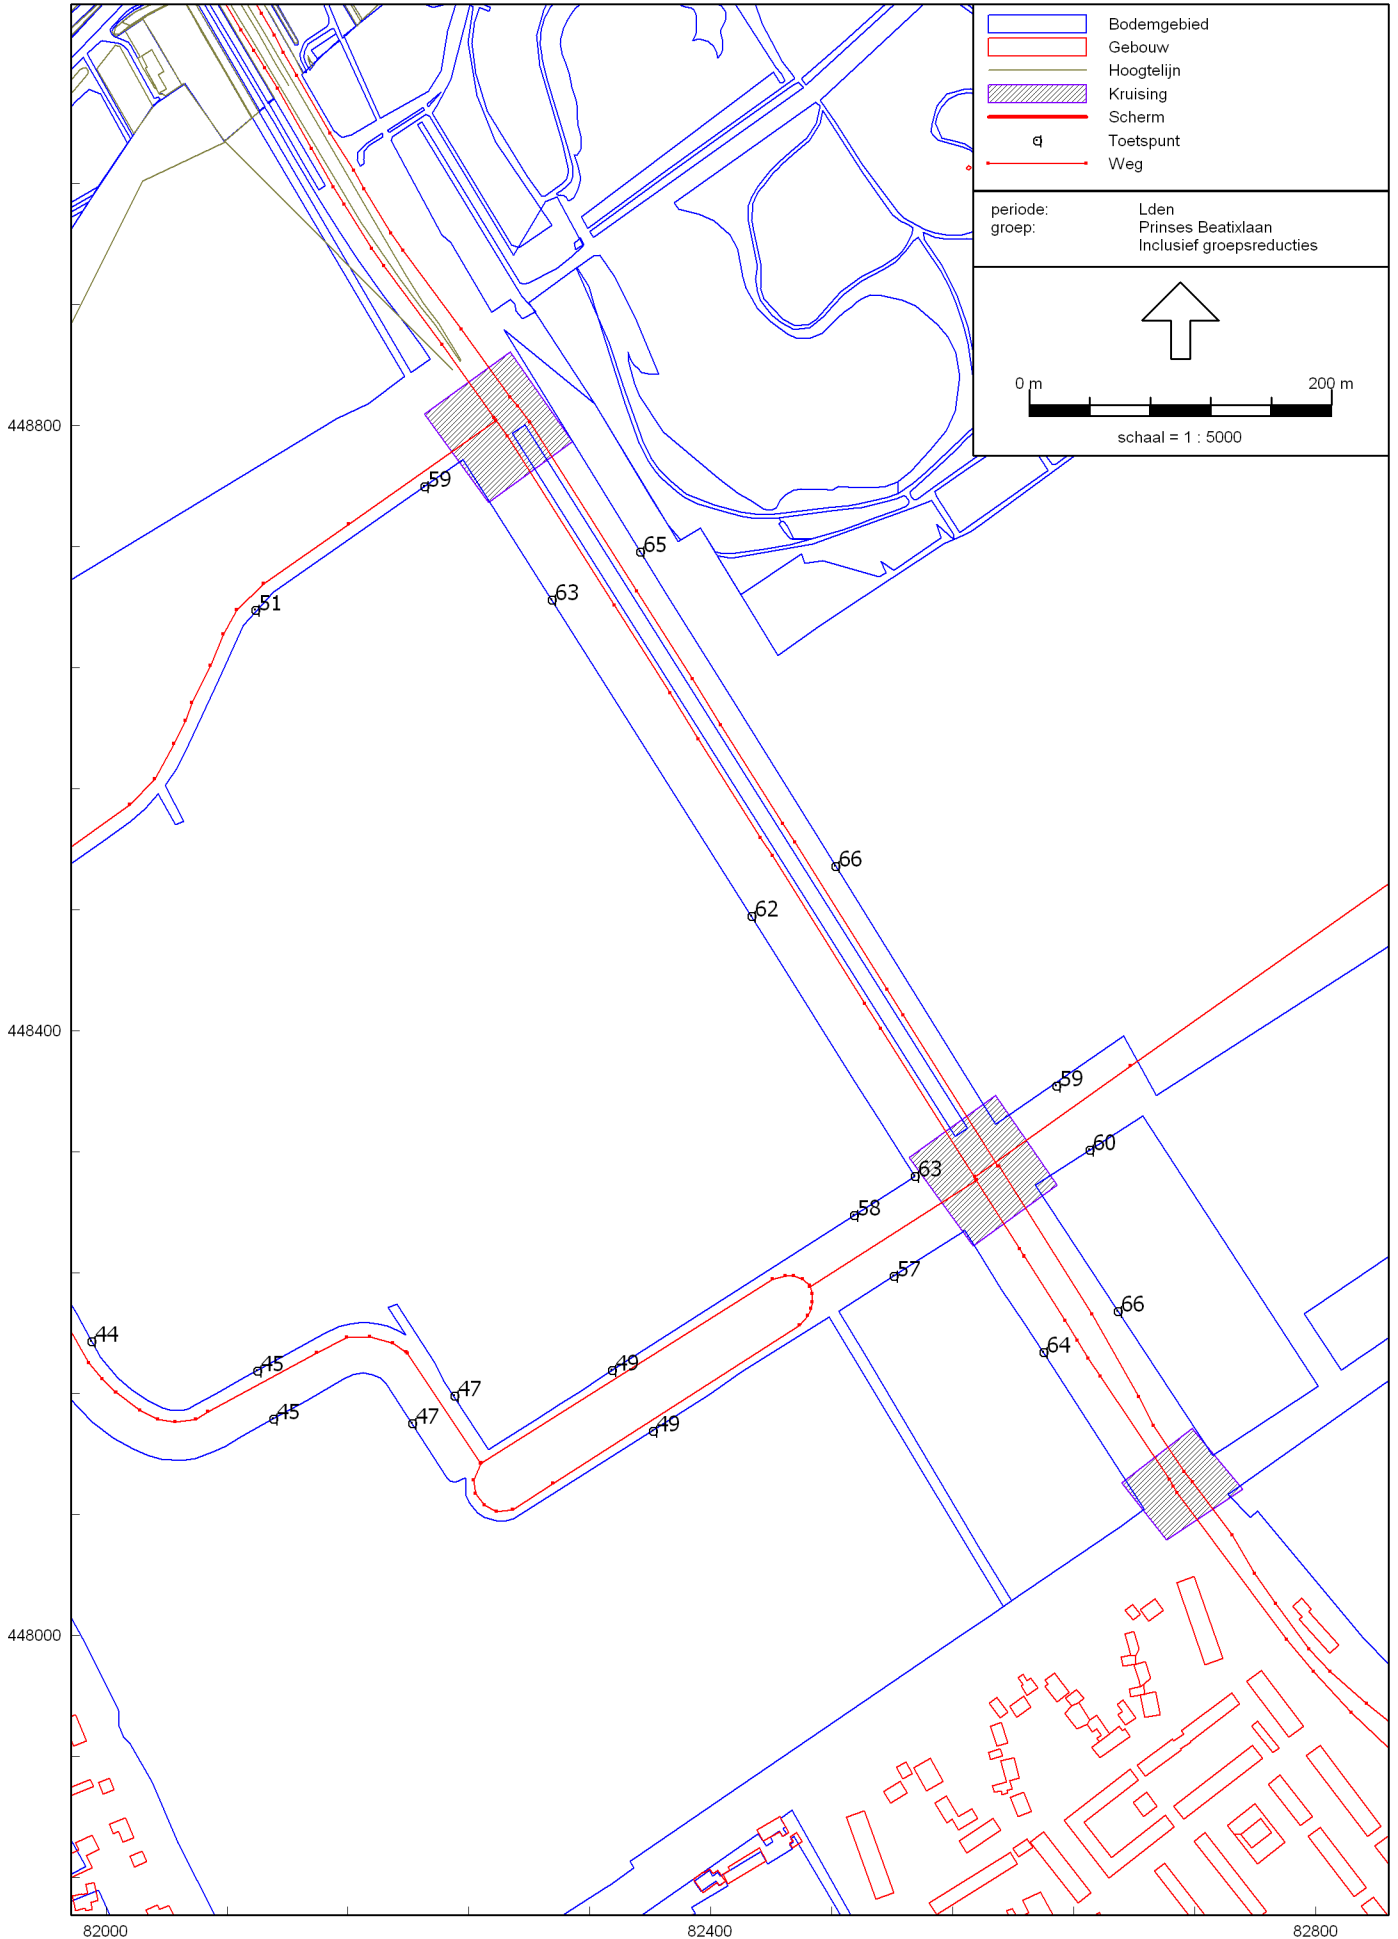 Bodemgebied
Gebouw
Hoogtelijn
Kruising
Scherm
Toetspunt
Weg
periode: Lden
groep: Prinses Beatixlaan
Inclusief groepsreducties
0 m 200 m
schaal = 1 : 5000
448800
59
65
63
51
66
62
448400
59
60
63
58
57
66
64
44
45
49
47
45
47
49
448000
82000 82400 82800